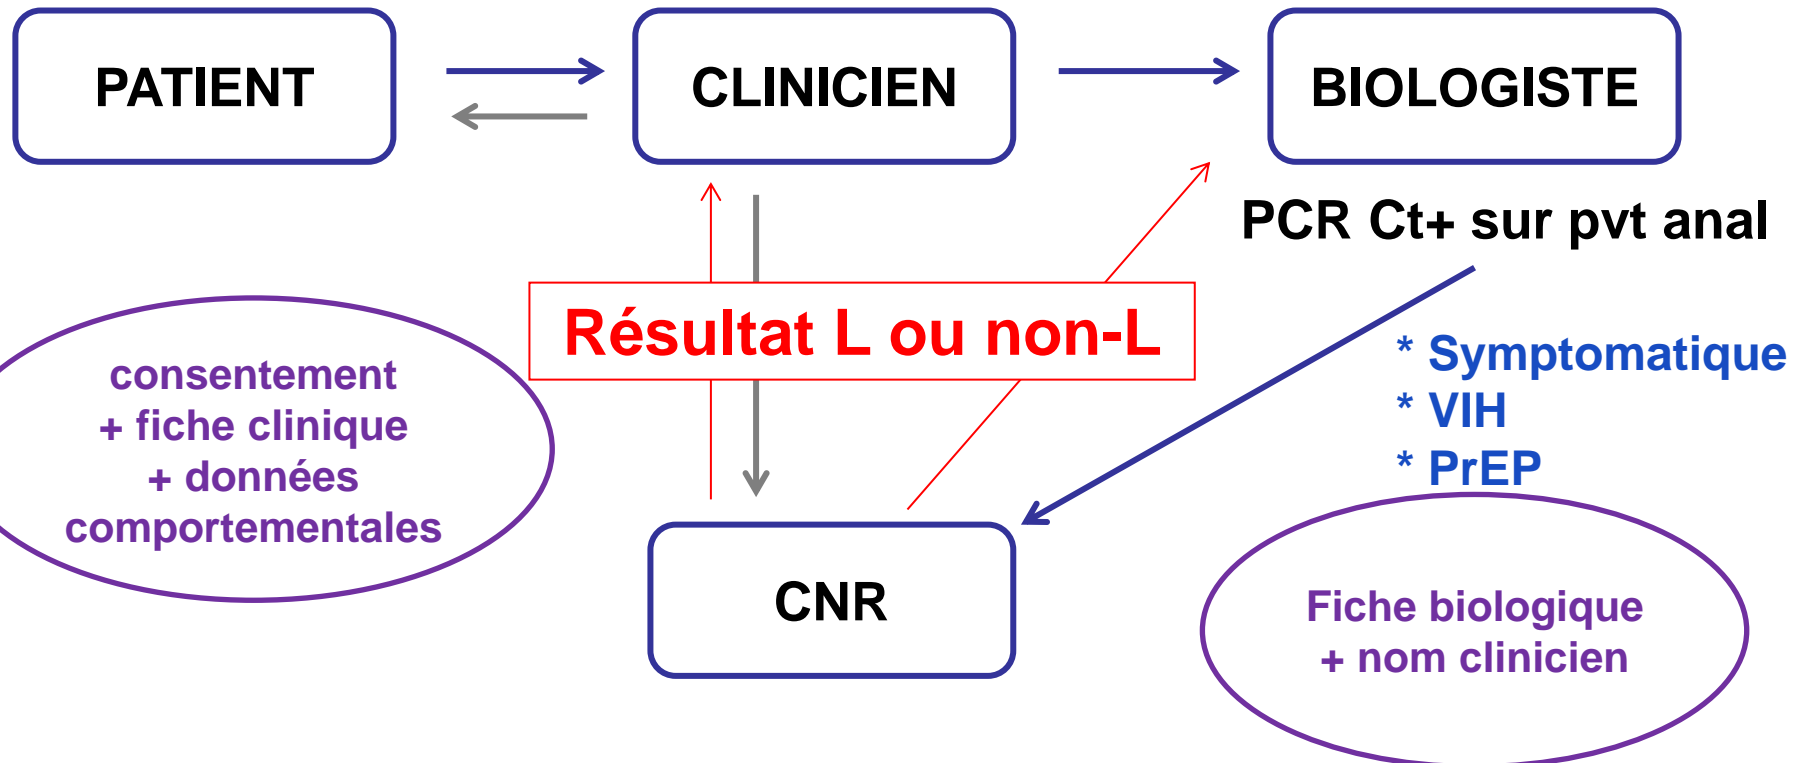 PATIENT
CLINICIEN
BIOLOGISTE
PCR Ct+ sur pvt anal
Résultat L ou non-L
* Symptomatique
* VIH
* PrEP
consentement
+ fiche clinique
+ données
comportementales
CNR
Fiche biologique
+ nom clinicien